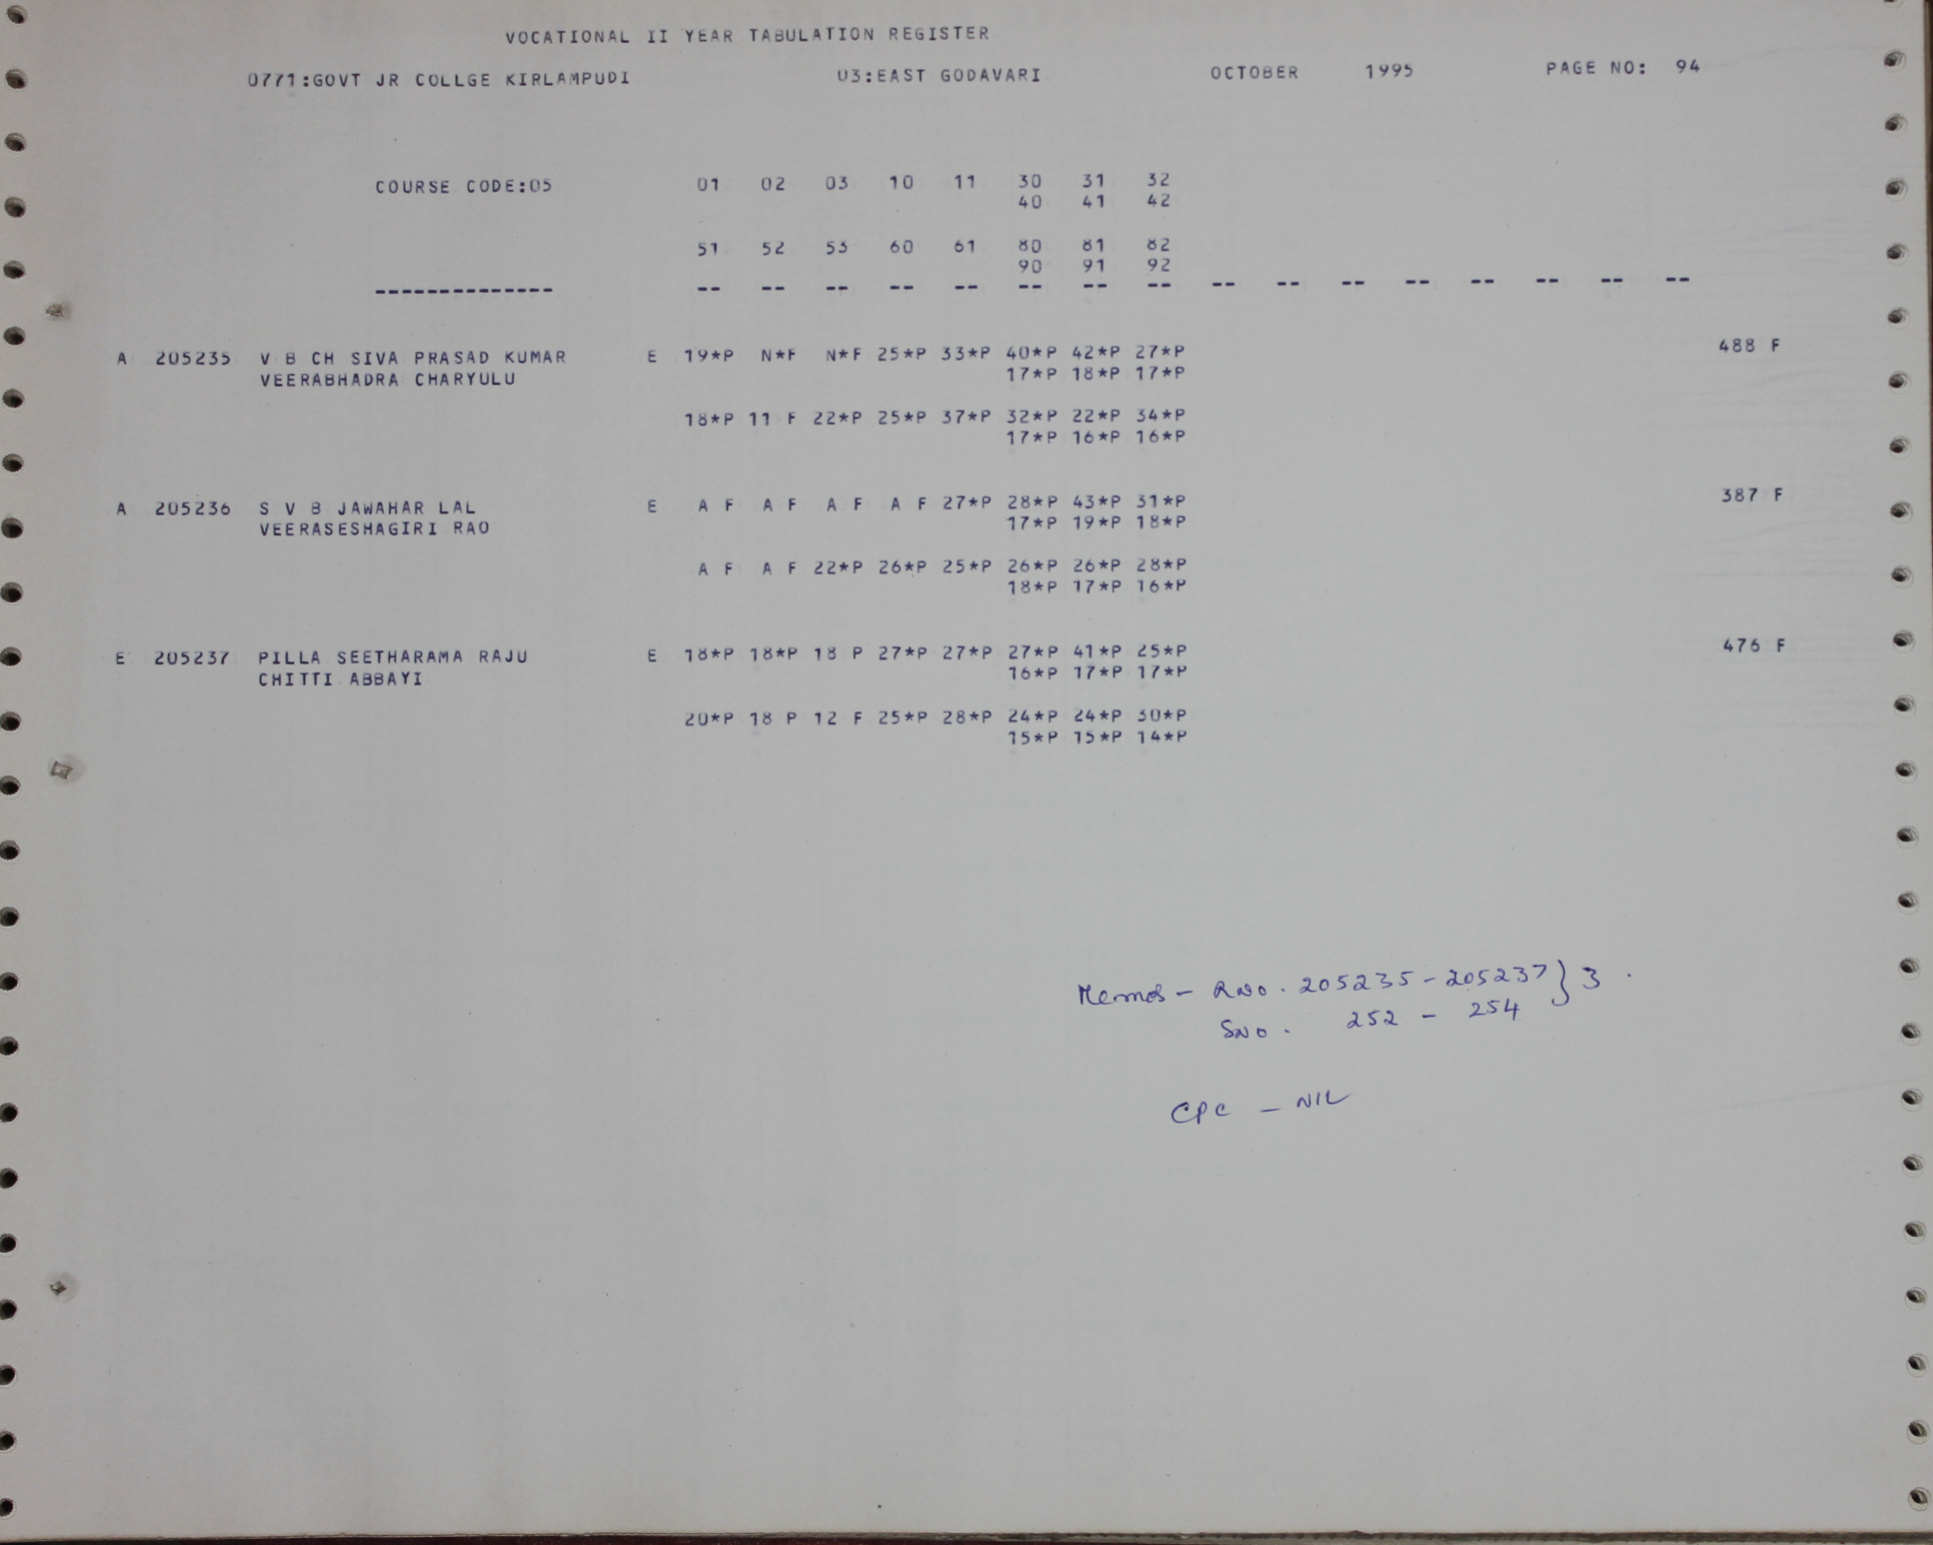 VOCATIONAL II YEAR TABULATION REGISTER
0771:GOVT JR COLLGE KIRLAMPUDI 03:EAST GODAVARI OCTOBER 1995 PAGE NO: 94
COURSE CODE:05 01 02 03 10 11 30 31 32
40 41 42
51 52 53 60 61 80 81 82
90 91 92
-------------- -- -- -- -- -- -- -- -- -- -- -- -- -- -- -- --
A 205235 V B CH SIVA PRASAD KUMAR E 19*P N*F N*F 25*P 33*P 40*P 42*P 27*P 488 F
VEERABHADRA CHARYULU 17*P 18*P 17*P
18*P 11 F 22*P 25*P 37*P 32*P 22*P 34*P
17*P 16*P 16*P
A 205236 S V B JAWAHAR LAL E A F A F A F A F 27*P 28*P 43*P 31*P 387 F
VEERASESHAGIRI RAO 17*P 19*P 18*P
A F A F 22*P 26*P 25*P 26*P 26*P 28*P
18*P 17*P 16*P
E 205237 PILLA SEETHARAMA RAJU E 18*P 18*P 18 P 27*P 27*P 27*P 41*P 25*P 476 F
CHITTI ABBAYI 16*P 17*P 17*P
20*P 18 P 12 F 25*P 28*P 24*P 24*P 30*P
15*P 15*P 14*P
Memos - RNO. 205235 - 205237 } 3.
SNO. 252 - 254
CPC - NIL